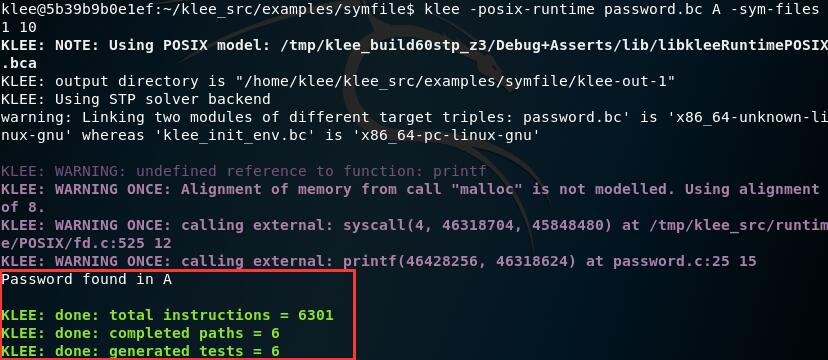 klee@5b39b9b0e1ef:~/klee_src/examples/symfile$ klee -posix-runtime password.bc A -sym-files
1 10
KLEE: NOTE: Using POSIX model: /tmp/klee_build60stp_z3/Debug+Asserts/lib/libkleeRuntimePOSIX
.bca
KLEE: output directory is "/home/klee/klee_src/examples/symfile/klee-out-1"
KLEE: Using STP solver backend
warning: Linking two modules of different target triples: password.bc' is 'x86_64-unknown-li
nux-gnu' whereas 'klee_init_env.bc' is 'x86_64-pc-linux-gnu'
KLEE: WARNING: undefined reference to function: printf
KLEE: WARNING ONCE: Alignment of memory from call "malloc" is not modelled. Using alignment
of 8.
KLEE: WARNING ONCE: calling external: syscall(4, 46318704, 45848480) at /tmp/klee_src/runtim
e/POSIX/fd.c:525 12
KLEE: WARNING ONCE: calling external: printf(46428256, 46318624) at password.c:25 15
Password found in A
KLEE: done: total instructions = 6301
KLEE: done: completed paths = 6
KLEE: done: generated tests = 6